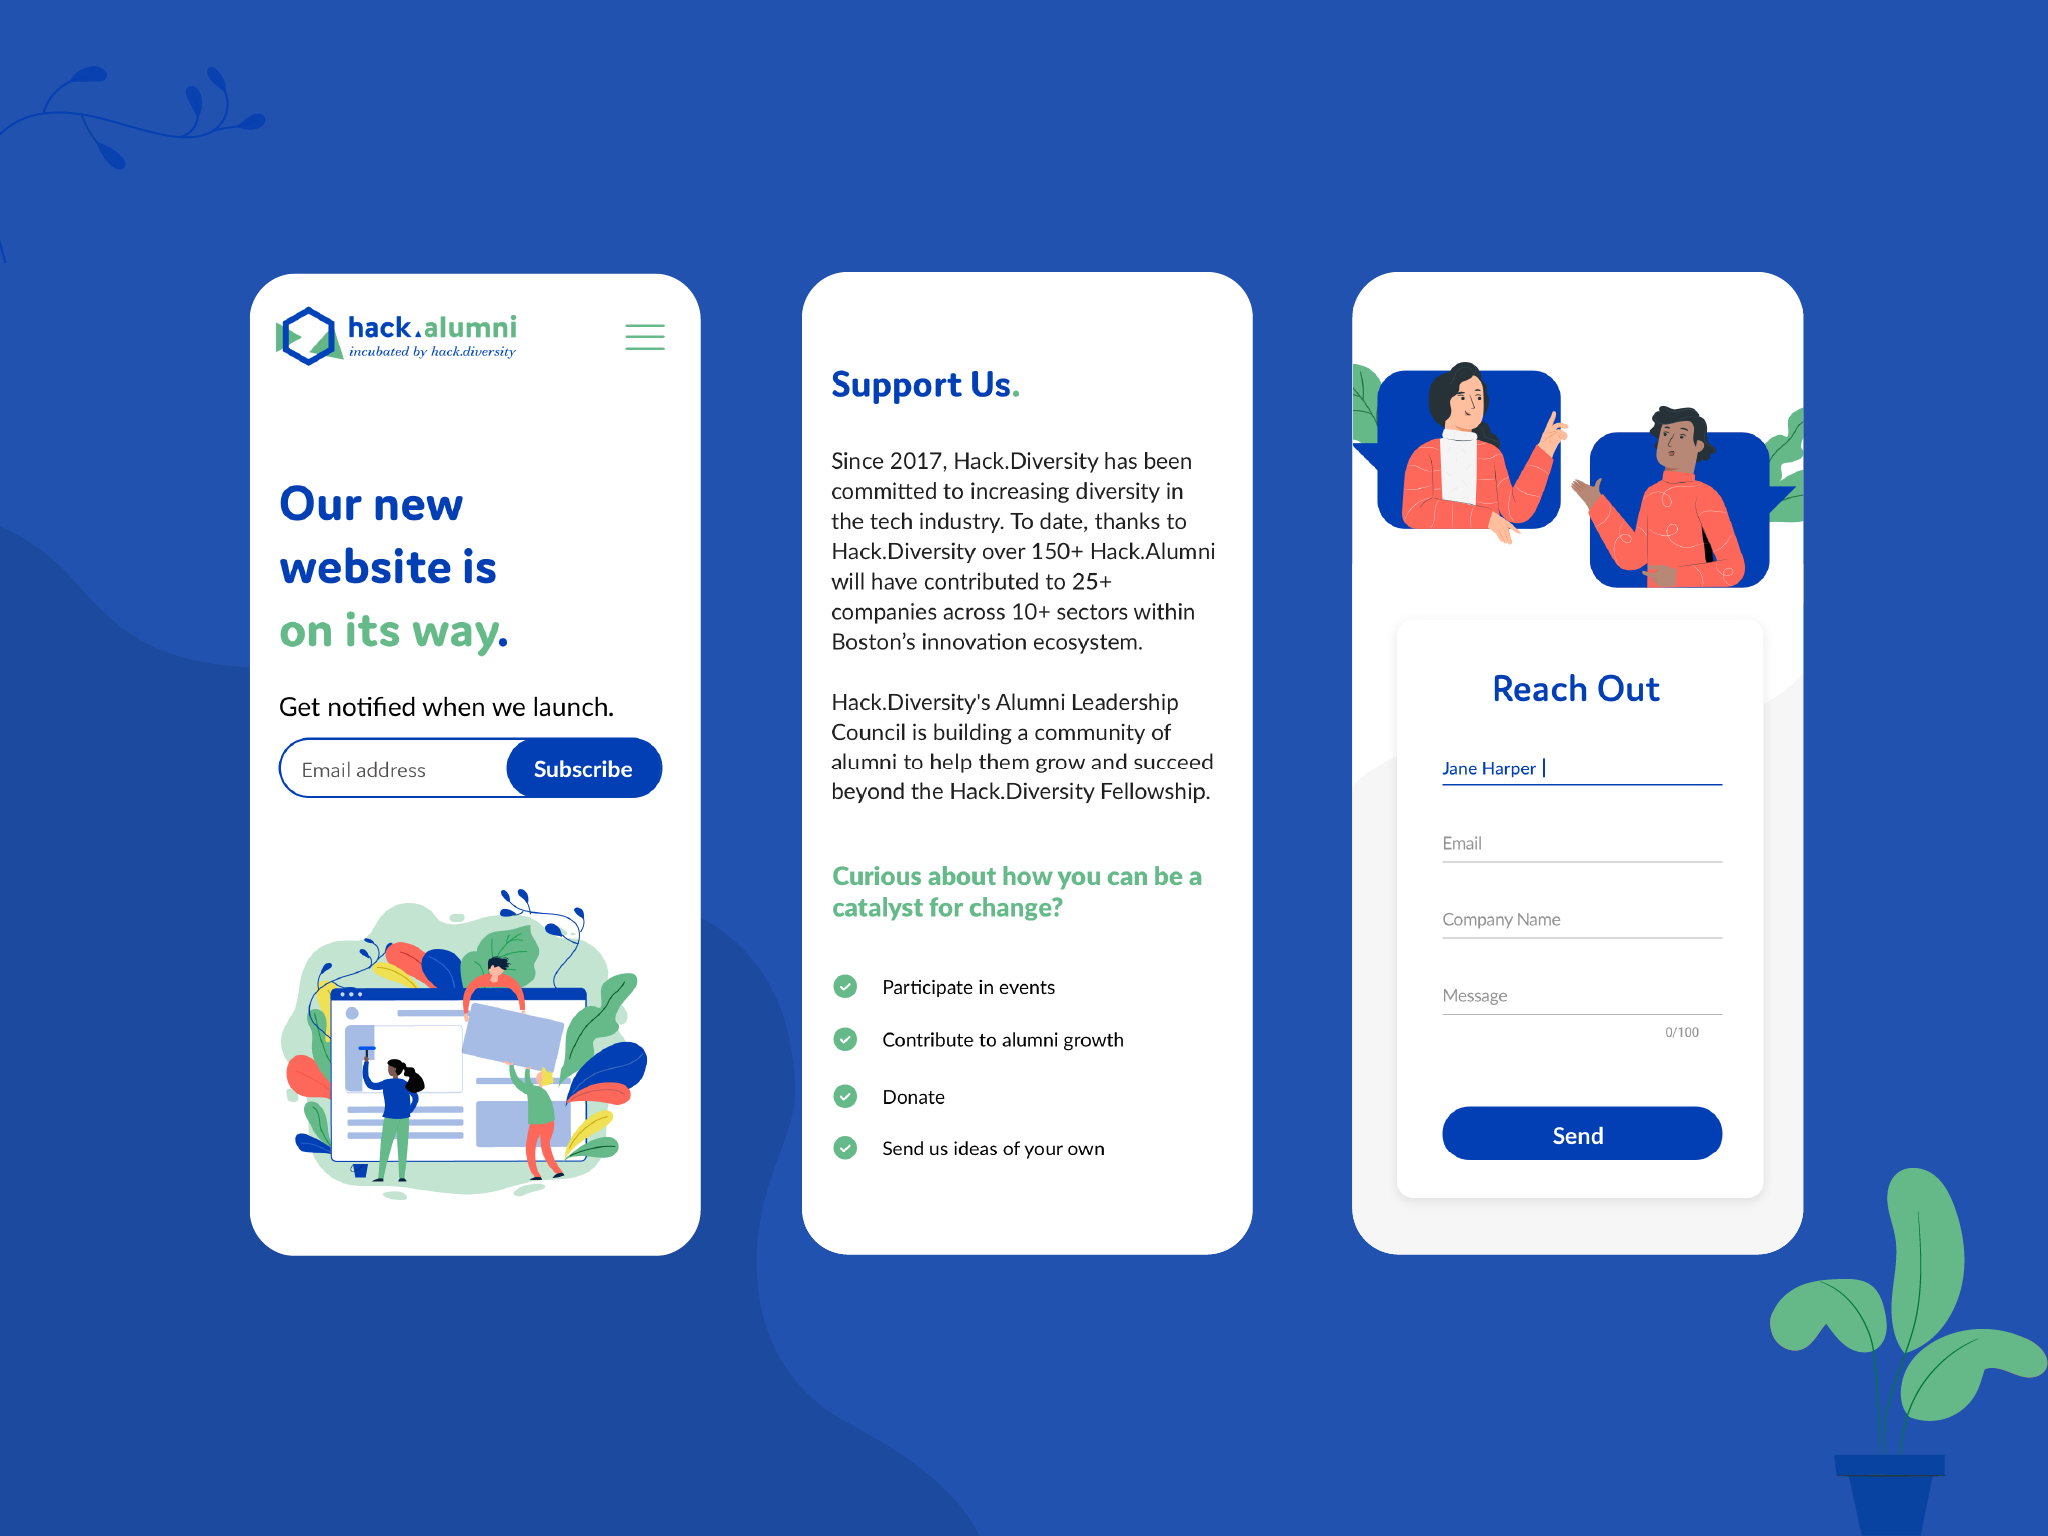 hack.alumni
incubated by hack.diversity
Our new
website is
on its way.
Get notified when we launch.
Email address
Subscribe
Support Us.
Since 2017, Hack.Diversity has been
committed to increasing diversity in
the tech industry. To date, thanks to
Hack.Diversity over 150+ Hack.Alumni
will have contributed to 25+
companies across 10+ sectors within
Boston’s innovation ecosystem.
Hack.Diversity's Alumni Leadership
Council is building a community of
alumni to help them grow and succeed
beyond the Hack.Diversity Fellowship.
Curious about how you can be a
catalyst for change?
Participate in events
Contribute to alumni growth
Donate
Send us ideas of your own
Reach Out
Jane Harper
Email
Company Name
Message
0/100
Send